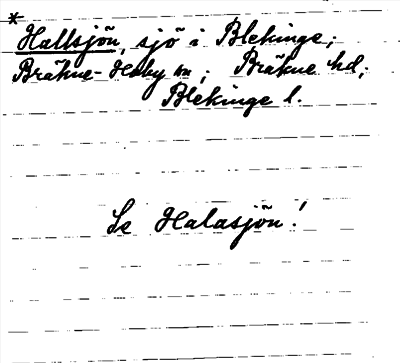 *
Hallsjön, sjö i Blekinge;
Bräkne-Hoby sn; Bräkne hd;
Blekinge l.
Se Halasjön!